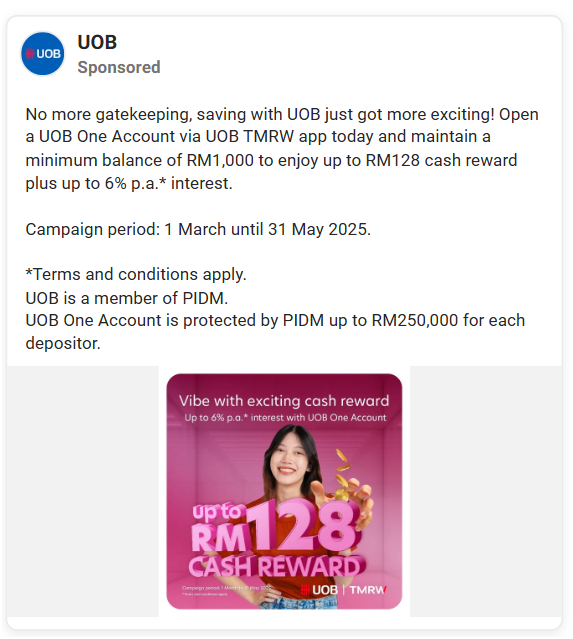 UOB
UOB
Sponsored
No more gatekeeping, saving with UOB just got more exciting! Open
a UOB One Account via UOB TMRW app today and maintain a
minimum balance of RM1,000 to enjoy up to RM128 cash reward
plus up to 6% p.a.* interest.
Campaign period: 1 March until 31 May 2025.
*Terms and conditions apply.
UOB is a member of PIDM.
UOB One Account is protected by PIDM up to RM250,000 for each
depositor.
Vibe with exciting cash reward
Up to 6% p.a.* interest with UOB One Account
up to
RM128
CASH REWARD
Campaign period: 1 March
UOB | TMRW